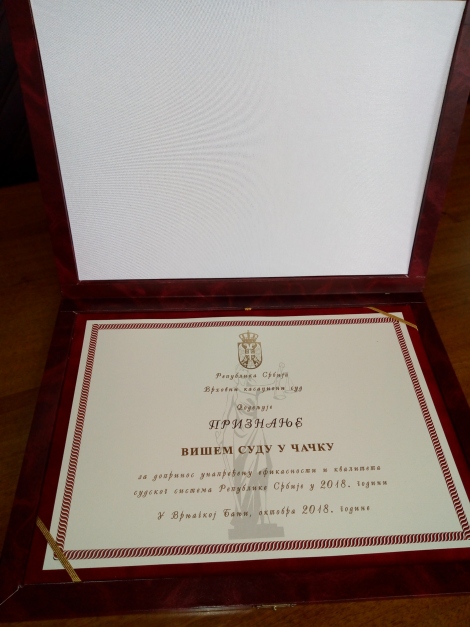 Република Србија
Врховни касациони суд
Додељује
ПРИЗНАЊЕ
ВИШЕМ СУДУ У ЧАЧКУ
за допринос унапређењу ефикасности и квалитета
судског система Републике Србије у 2018. години
У Врњачкој Бањи, октобра 2018. године